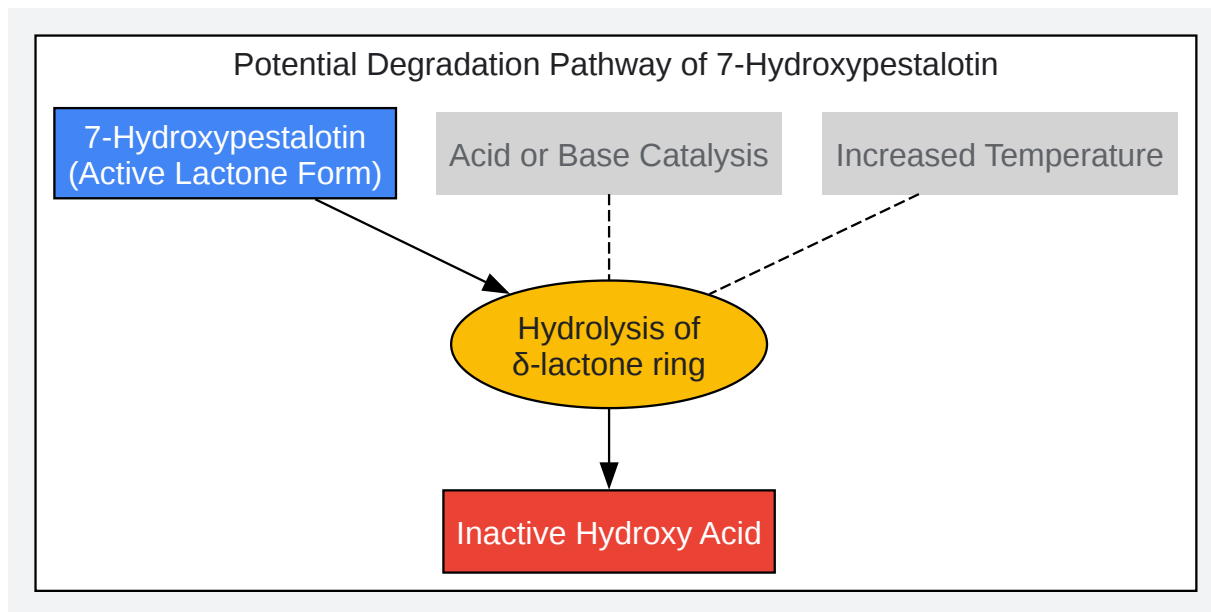 Potential Degradation Pathway of 7-Hydroxypestalotin
7-Hydroxypestalotin
(Active Lactone Form)
Acid or Base Catalysis
Increased Temperature
Hydrolysis of
δ-lactone ring
Inactive Hydroxy Acid